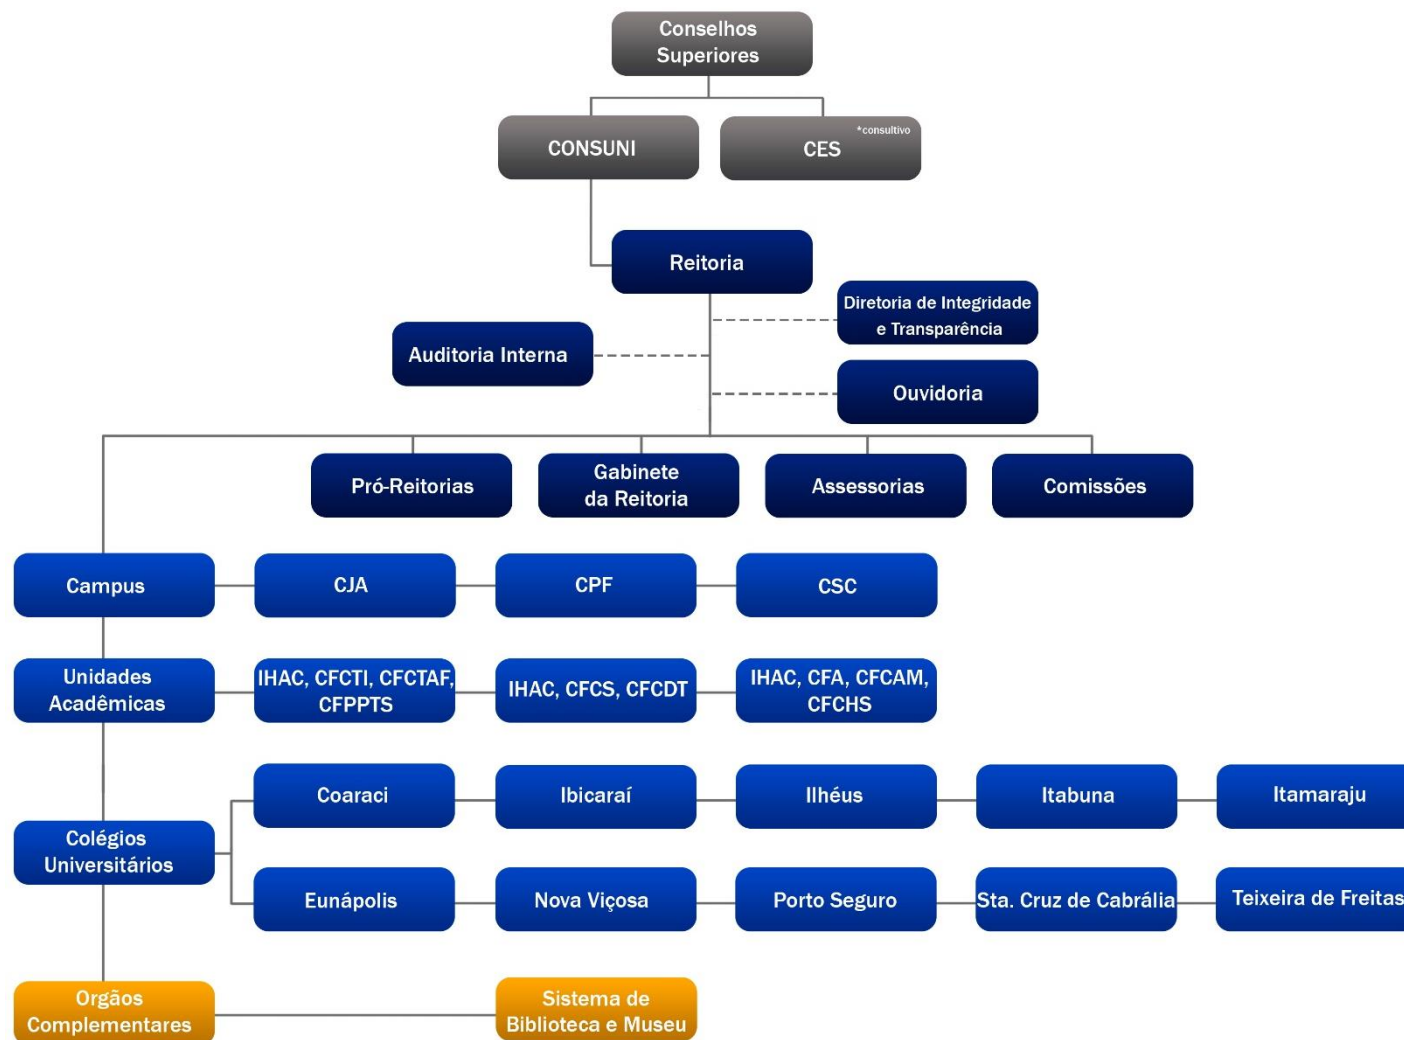 Conselhos
Superiores
CONSUNI
*consultivo
CES
Reitoria
Diretoria de Integridade
e Transparência
Auditoria Interna
Ouvidoria
Pró-Reitorias
Gabinete
da Reitoria
Assessorias
Comissões
Campus
CJA
CPF
CSC
Unidades
Acadêmicas
IHAC, CFCTI, CFCTAF,
CFPPTS
IHAC, CFCS, CFCDT
IHAC, CFA, CFCAM,
CFCHS
Colégios
Universitários
Coaraci
Ibicaraí
Ilhéus
Itabuna
Itamaraju
Eunápolis
Nova Viçosa
Porto Seguro
Sta. Cruz de Cabrália
Teixeira de Freitas
Orgãos
Complementares
Sistema de
Biblioteca e Museu